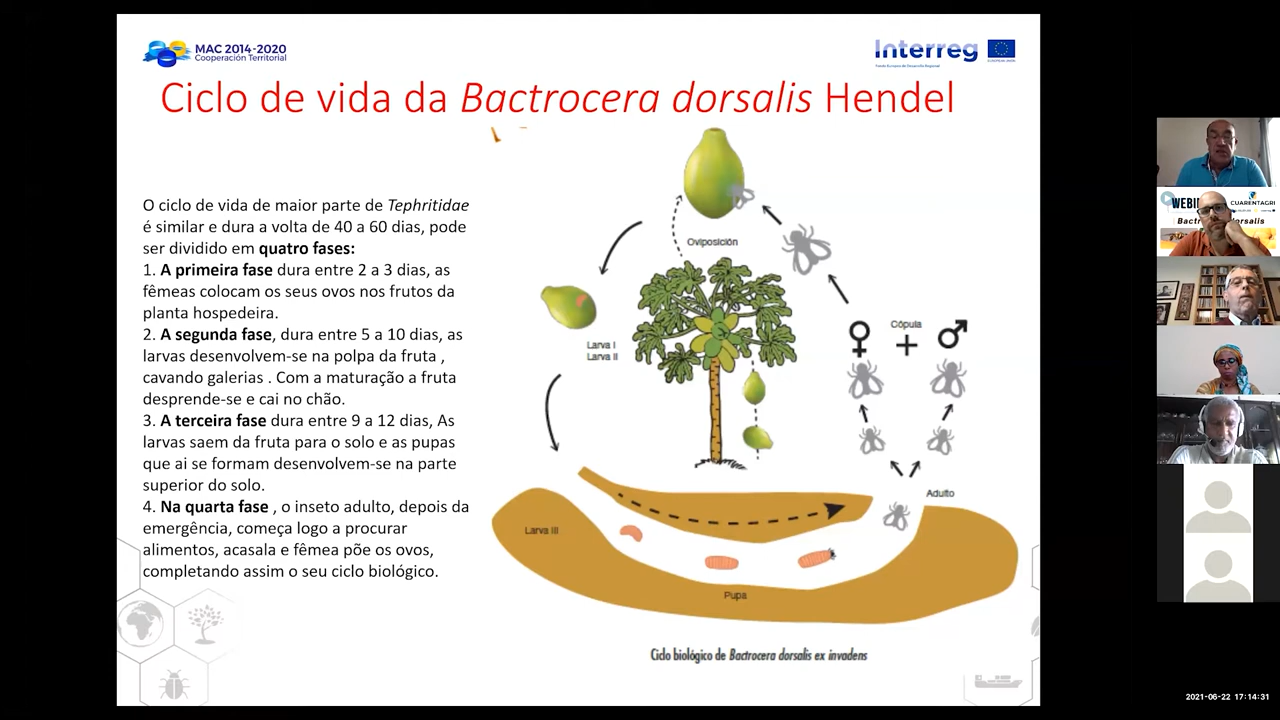 MAC 2014-2020
Cooperación Territorial
Interreg
Ciclo de vida da Bactrocera dorsalis Hendel
O ciclo de vida de maior parte de Tephritidae
é similar e dura a volta de 40 a 60 dias, pode
ser dividido em quatro fases:
1. A primeira fase dura entre 2 a 3 dias, as
fêmeas colocam os seus ovos nos frutos da
planta hospedeira.
2. A segunda fase, dura entre 5 a 10 dias, as
larvas desenvolvem-se na polpa da fruta ,
cavando galerias . Com a maturação a fruta
desprende-se e cai no chão.
3. A terceira fase dura entre 9 a 12 dias, As
larvas saem da fruta para o solo e as pupas
que ai se formam desenvolvem-se na parte
superior do solo.
4. Na quarta fase , o inseto adulto, depois da
emergência, começa logo a procurar
alimentos, acasala e fêmea põe os ovos,
completando assim o seu ciclo biológico.
Oviposición
Larva I
Larva II
Cópula
+
Adulto
Larva III
Pupa
Ciclo biológico de Bactrocera dorsalis ex invadens
CUARENTAGRI
2021-06-22 17:14:31